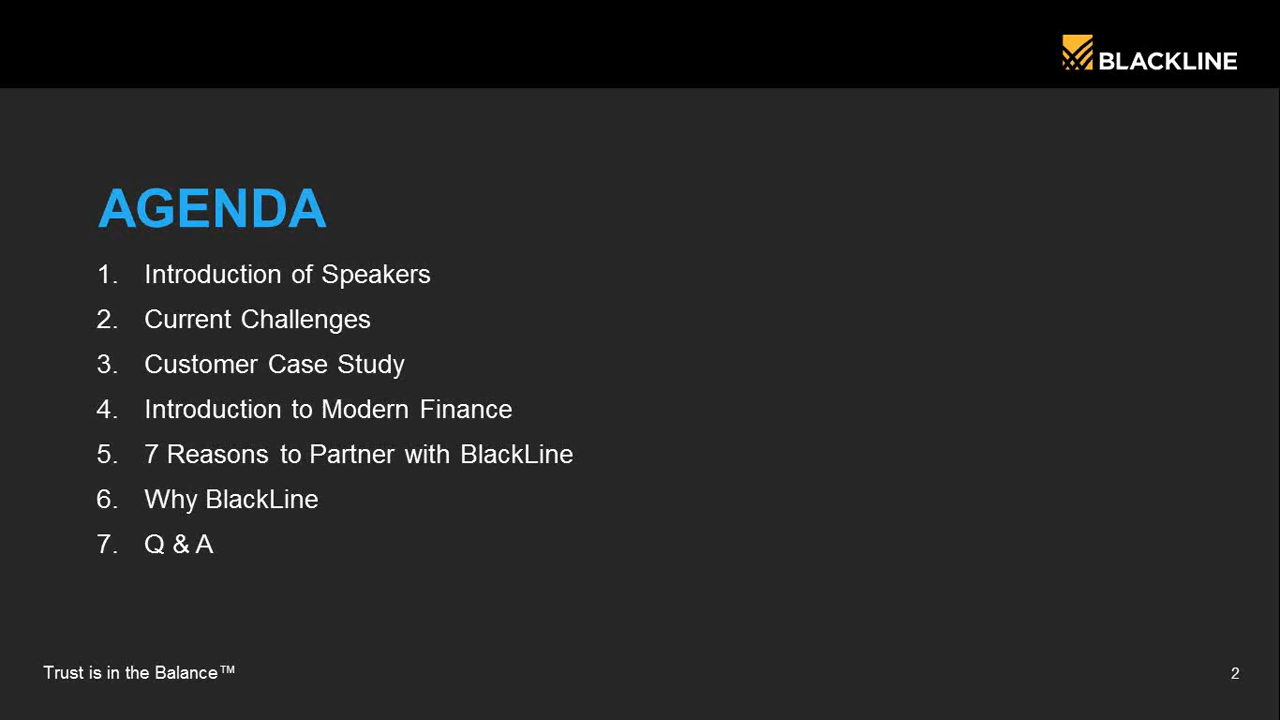 BLACKLINE
AGENDA
1. Introduction of Speakers
2. Current Challenges
3. Customer Case Study
4. Introduction to Modern Finance
5. 7 Reasons to Partner with BlackLine
6. Why BlackLine
7. Q & A
Trust is in the Balance™
2